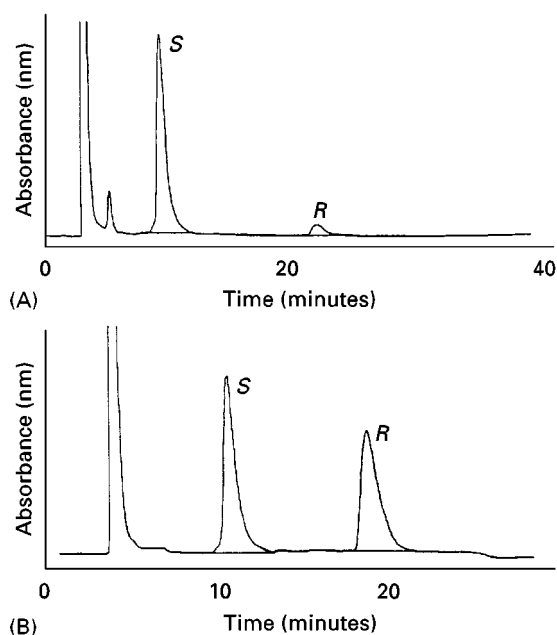 Absorbance (nm)
S
R
0 20 40
(A) Time (minutes)
Absorbance (nm)
S
R
0 10 20
(B) Time (minutes)